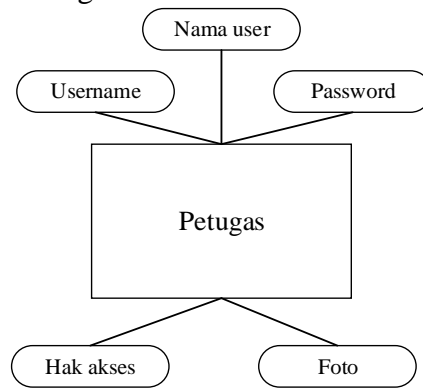 Nama user
Username
Password
Petugas
Hak akses
Foto